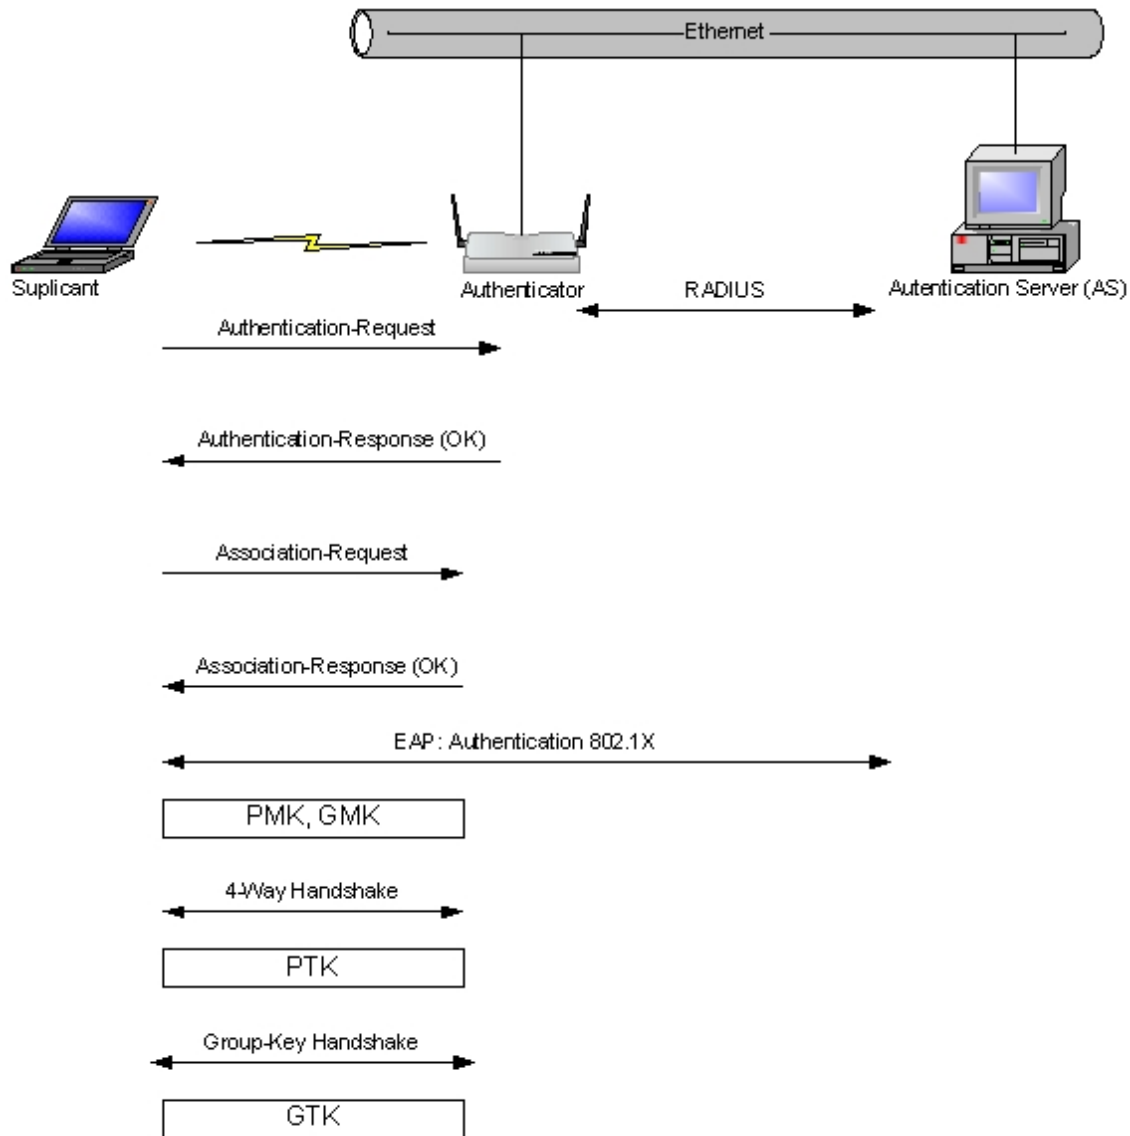 Ethernet
Suplicant
Authenticator
RADIUS
Autentication Server (AS)
Authentication-Request
Authentication-Response (OK)
Association-Request
Association-Response (OK)
EAP: Authentication 802.1X
PMK, GMK
4-Way Handshake
PTK
Group-Key Handshake
GTK